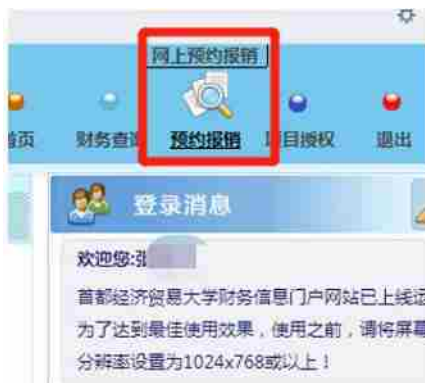 网上预约报销
首页 财务查 预约报销 项目授权 退出
登录消息
欢迎您:张
首都经济贸易大学财务信息门户网站已上线运
为了达到最佳使用效果，使用之前，请将屏幕
分辨率设置为1024x768或以上！